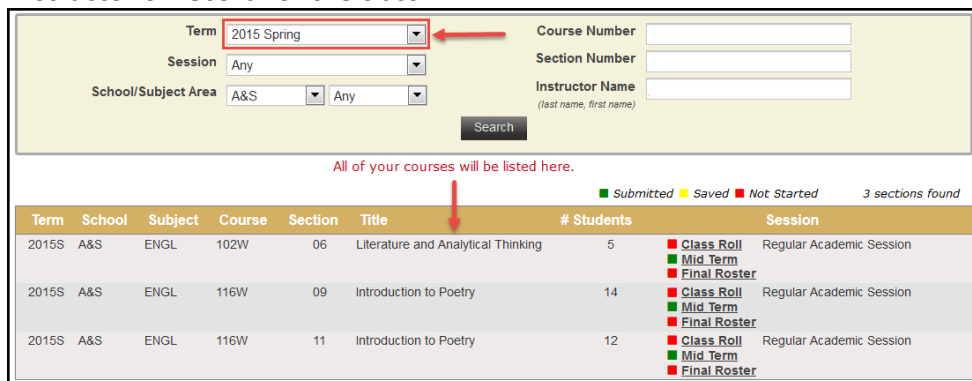 Term 2015 Spring Course Number
Session Any Section Number
School/Subject Area A&S Any Instructor Name
(last name, first name)
Search
All of your courses will be listed here.
Submitted Saved Not Started 3 sections found
Term School Subject Course Section Title # Students Session
2015S A&S ENGL 102W 06 Literature and Analytical Thinking 5 Class Roll Regular Academic Session
Mid Term
Final Roster
2015S A&S ENGL 116W 09 Introduction to Poetry 14 Class Roll Regular Academic Session
Mid Term
Final Roster
2015S A&S ENGL 116W 11 Introduction to Poetry 12 Class Roll Regular Academic Session
Mid Term
Final Roster